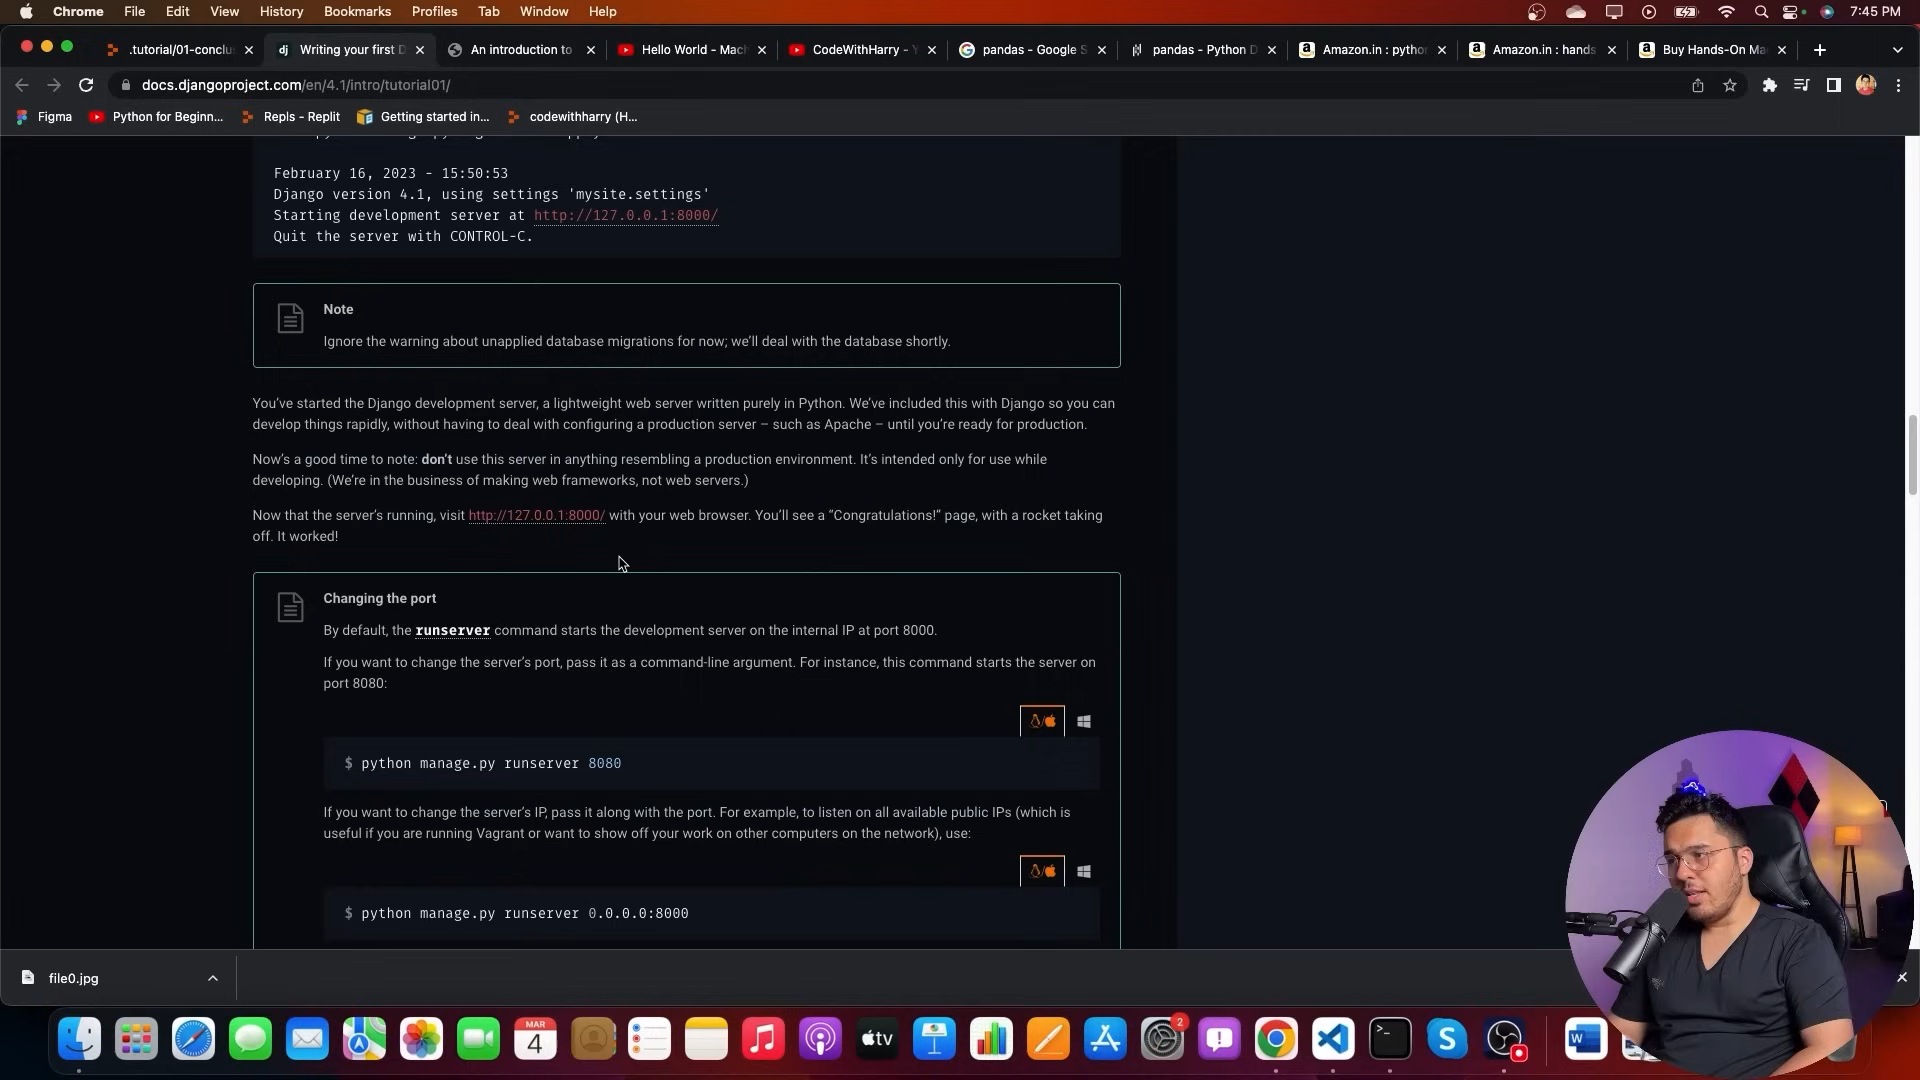 Chrome File Edit View History Bookmarks Profiles Tab Window Help 7:45 PM
.tutorial/01-conclu Writing your first D An introduction to Hello World - Mach CodeWithHarry - Y pandas - Google S pandas - Python D Amazon.in : python Amazon.in : hands Buy Hands-On Ma
docs.djangoproject.com/en/4.1/intro/tutorial01/
Figma Python for Beginn... Repls - Replit Getting started in... codewithharry (H...
February 16, 2023 - 15:50:53
Django version 4.1, using settings 'mysite.settings'
Starting development server at http://127.0.0.1:8000/
Quit the server with CONTROL-C.
Note
Ignore the warning about unapplied database migrations for now; we’ll deal with the database shortly.
You’ve started the Django development server, a lightweight web server written purely in Python. We’ve included this with Django so you can
develop things rapidly, without having to deal with configuring a production server – such as Apache – until you’re ready for production.
Now’s a good time to note: don’t use this server in anything resembling a production environment. It’s intended only for use while
developing. (We’re in the business of making web frameworks, not web servers.)
Now that the server’s running, visit http://127.0.0.1:8000/ with your web browser. You’ll see a “Congratulations!” page, with a rocket taking
off. It worked!
Changing the port
By default, the runserver command starts the development server on the internal IP at port 8000.
If you want to change the server’s port, pass it as a command-line argument. For instance, this command starts the server on
port 8080:
$ python manage.py runserver 8080
If you want to change the server’s IP, pass it along with the port. For example, to listen on all available public IPs (which is
useful if you are running Vagrant or want to show off your work on other computers on the network), use:
$ python manage.py runserver 0.0.0.0:8000
file0.jpg
MAR
4
tv
2